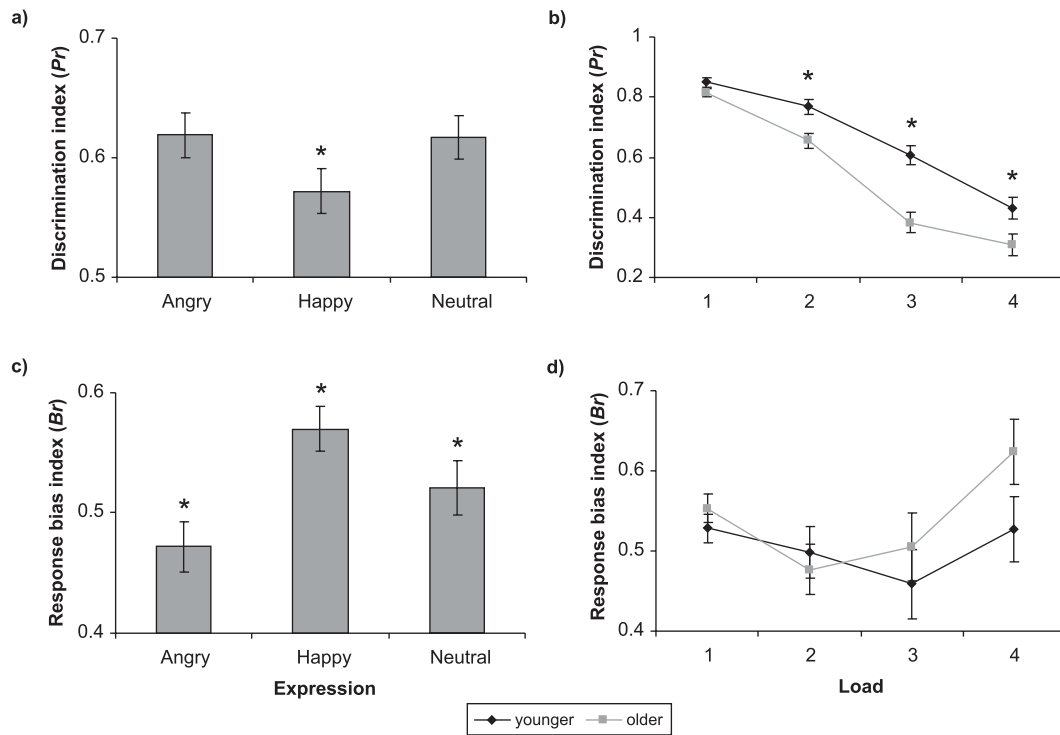 a)
Discrimination index (Pr)
0.7
0.6
0.5
*
Angry Happy Neutral
b)
Discrimination index (Pr)
1
0.8
0.6
0.4
0.2
* * *
1 2 3 4
c)
Response bias index (Br)
0.6
0.5
0.4
* * *
Angry Happy Neutral
Expression
d)
Response bias index (Br)
0.7
0.6
0.5
0.4
1 2 3 4
Load
younger older